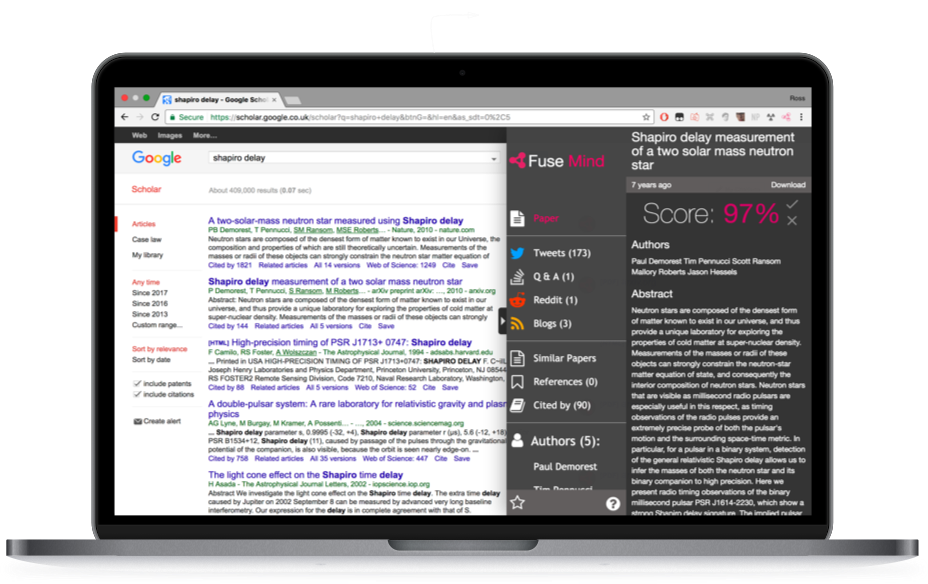 shapiro delay - Google Schol
Ross
Secure https://scholar.google.co.uk/scholar?q=shapiro+delay&btnG=&hl=en&as_sdt=0%2C5
Web Images More...
Google
shapiro delay
Scholar
About 409,000 results (0.07 sec)
Articles
Case law
My library
Any time
Since 2017
Since 2016
Since 2013
Custom range...
Sort by relevance
Sort by date
include patents
include citations
Create alert
A two-solar-mass neutron star measured using Shapiro delay
PB Demorest, T Pennucci, SM Ransom, MSE Roberts... - Nature, 2010 - nature.com
Neutron stars are composed of the densest form of matter known to exist in our Universe, the
composition and properties of which are still theoretically uncertain. Measurements of the
masses or radii of these objects can strongly constrain the neutron star matter equation of
Cited by 1821 Related articles All 14 versions Web of Science: 1249 Cite Save
Shapiro delay measurement of a two solar mass neutron star
P Demorest, T Pennucci, S Ransom, M Roberts... - arXiv preprint arXiv: ..., 2010 - arxiv.org
Abstract: Neutron stars are composed of the densest form of matter known to exist in our
universe, and thus provide a unique laboratory for exploring the properties of cold matter at
super-nuclear density. Measurements of the masses or radii of these objects can strongly
Cited by 144 Related articles All 5 versions Cite Save
[HTML] High-precision timing of PSR J1713+ 0747: Shapiro delay
F Camilo, RS Foster, A Wolszczan - The Astrophysical Journal, 1994 - adsabs.harvard.edu
... Printed in USA HIGH-PRECISION TIMING OF PSR J1713+0747: SHAPIRO DELAY F. C
Joseph Henry Laboratories and Physics Department, Princeton University, Princeton, NJ 08544
RS FOSTER2 Remote Sensing Division, Code 7210, Naval Research Laboratory, Washington,
Cited by 88 Related articles All 5 versions Web of Science: 52 Cite Save
A double-pulsar system: A rare laboratory for relativistic gravity and plasm
physics
AG Lyne, M Burgay, M Kramer, A Possenti... - ..., 2004 - science.sciencemag.org
... Shapiro delay parameter s, 0.9995 (-32, +4), Shapiro delay parameter r (μs), 5.6 (-12, +18)
PSR B1534+12, Shapiro delay (11), caused by passage of the pulses through the gravitational
potential of the companion, is also visible, because the orbit is seen nearly edge-on. ...
Cited by 758 Related articles All 35 versions Web of Science: 447 Cite Save
The light cone effect on the Shapiro time delay
H Asada - The Astrophysical Journal Letters, 2002 - iopscience.iop.org
Abstract We investigate the light cone effect on the Shapiro time delay. The extra time delay
caused by Jupiter on 2002 September 8 can be measured by advanced very long baseline
interferometry. Our expression for the delay is in complete agreement with that of S.
Fuse Mind
Paper
Tweets (173)
Q & A (1)
Reddit (1)
Blogs (3)
Similar Papers
References (0)
Cited by (90)
Authors (5):
Paul Demorest
Tim Pennucci
?
Shapiro delay measurement
of a two solar mass neutron
star
7 years ago Download
Score: 97%
Authors
Paul Demorest Tim Pennucci Scott Ransom
Mallory Roberts Jason Hessels
Abstract
Neutron stars are composed of the densest form
of matter known to exist in our universe, and thus
provide a unique laboratory for exploring the
properties of cold matter at super-nuclear density.
Measurements of the masses or radii of these
objects can strongly constrain the neutron-star
matter equation of state, and consequently the
interior composition of neutron stars. Neutron stars
that are visible as millisecond radio pulsars are
especially useful in this respect, as timing
observations of the radio pulses provide an
extremely precise probe of both the pulsar's
motion and the surrounding space-time metric. In
particular, for a pulsar in a binary system, detection
of the general relativistic Shapiro delay allows us to
infer the masses of both the neutron star and its
binary companion to high precision. Here we
present radio timing observations of the binary
millisecond pulsar PSR J1614-2230, which show a
strong Shapiro delay signature. The implied pulsar